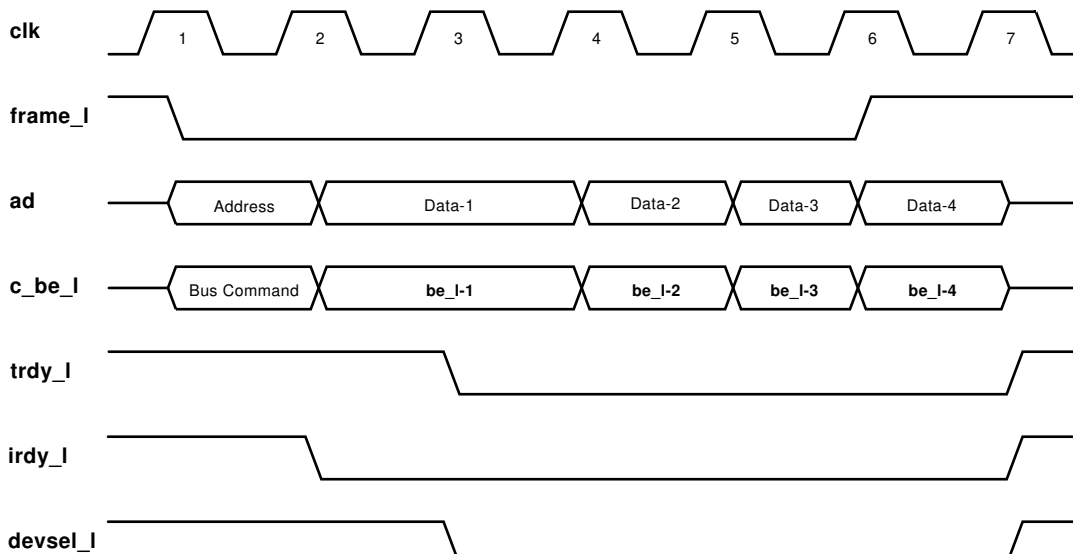 clk 1 2 3 4 5 6 7
frame_l
ad Address Data-1 Data-2 Data-3 Data-4
c_be_l Bus Command be_l-1 be_l-2 be_l-3 be_l-4
trdy_l
irdy_l
devsel_l